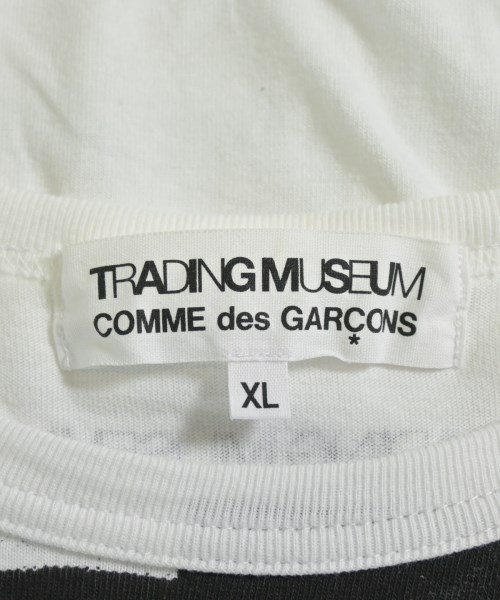 TRADING MUSEUM
COMME des GARÇONS
*
XL